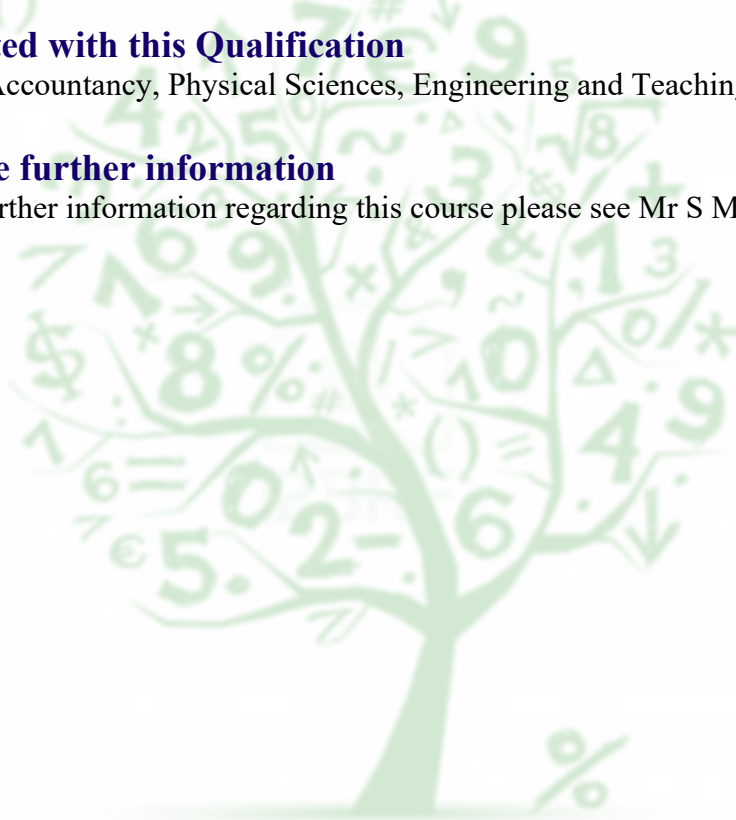 ted with this Qualification
Accountancy, Physical Sciences, Engineering and Teaching
e further information
rther information regarding this course please see Mr S M